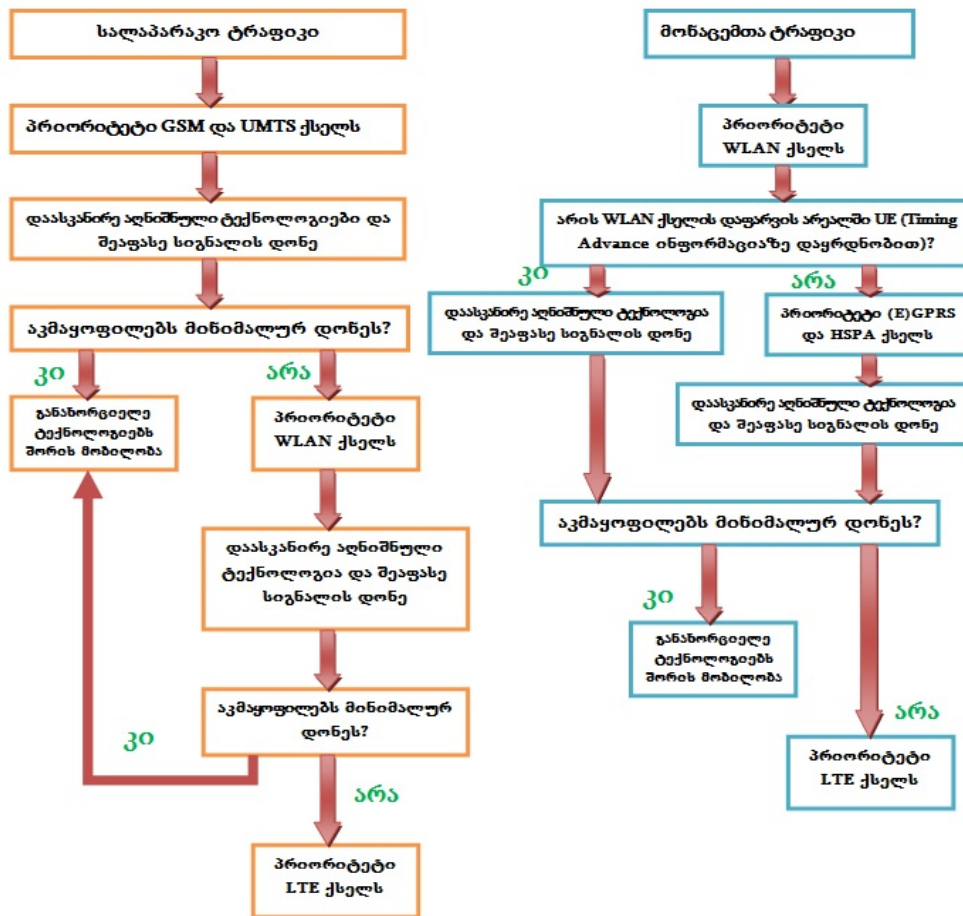 სალაპარაკო ტრაფიკი
პრიორიტეტი GSM და UMTS ქსელს
დაასკანირე აღნიშნული ტექნოლოგიები და
შეაფასე სიგნალის დონე
აკმაყოფილებს მინიმალურ დონეს?
კი
არა
განახორციელე
ტექნოლოგიებს
შორის მობილობა
პრიორიტეტი
WLAN ქსელს
დაასკანირე აღნიშნული
ტექნოლოგია და შეაფასე
სიგნალის დონე
აკმაყოფილებს მინიმალურ
დონეს?
კი
არა
პრიორიტეტი
LTE ქსელს
მონაცემთა ტრაფიკი
პრიორიტეტი
WLAN ქსელს
არის WLAN ქსელის დაფარვის არეალში UE (Timing
Advance ინფორმაციაზე დაყრდნობით)?
კი
არა
დაასკანირე აღნიშნული ტექნოლოგია
და შეაფასე სიგნალის დონე
პრიორიტეტი (E)GPRS
და HSPA ქსელს
დაასკანირე აღნიშნული ტექნოლოგია
და შეაფასე სიგნალის დონე
აკმაყოფილებს მინიმალურ დონეს?
კი
განახორციელე
ტექნოლოგიებს
შორის მობილობა
არა
პრიორიტეტი
LTE ქსელს